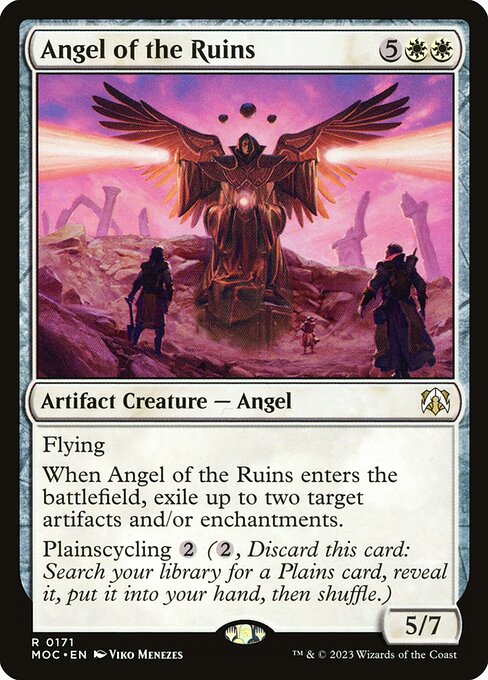 Angel of the Ruins 5
Artifact Creature — Angel
Flying
When Angel of the Ruins enters the
battlefield, exile up to two target
artifacts and/or enchantments.
Plainscycling 2 (2, Discard this card:
Search your library for a Plains card, reveal
it, put it into your hand, then shuffle.)
5/7
R 0171
MOC • EN Viko Menezes
™ & © 2023 Wizards of the Coast